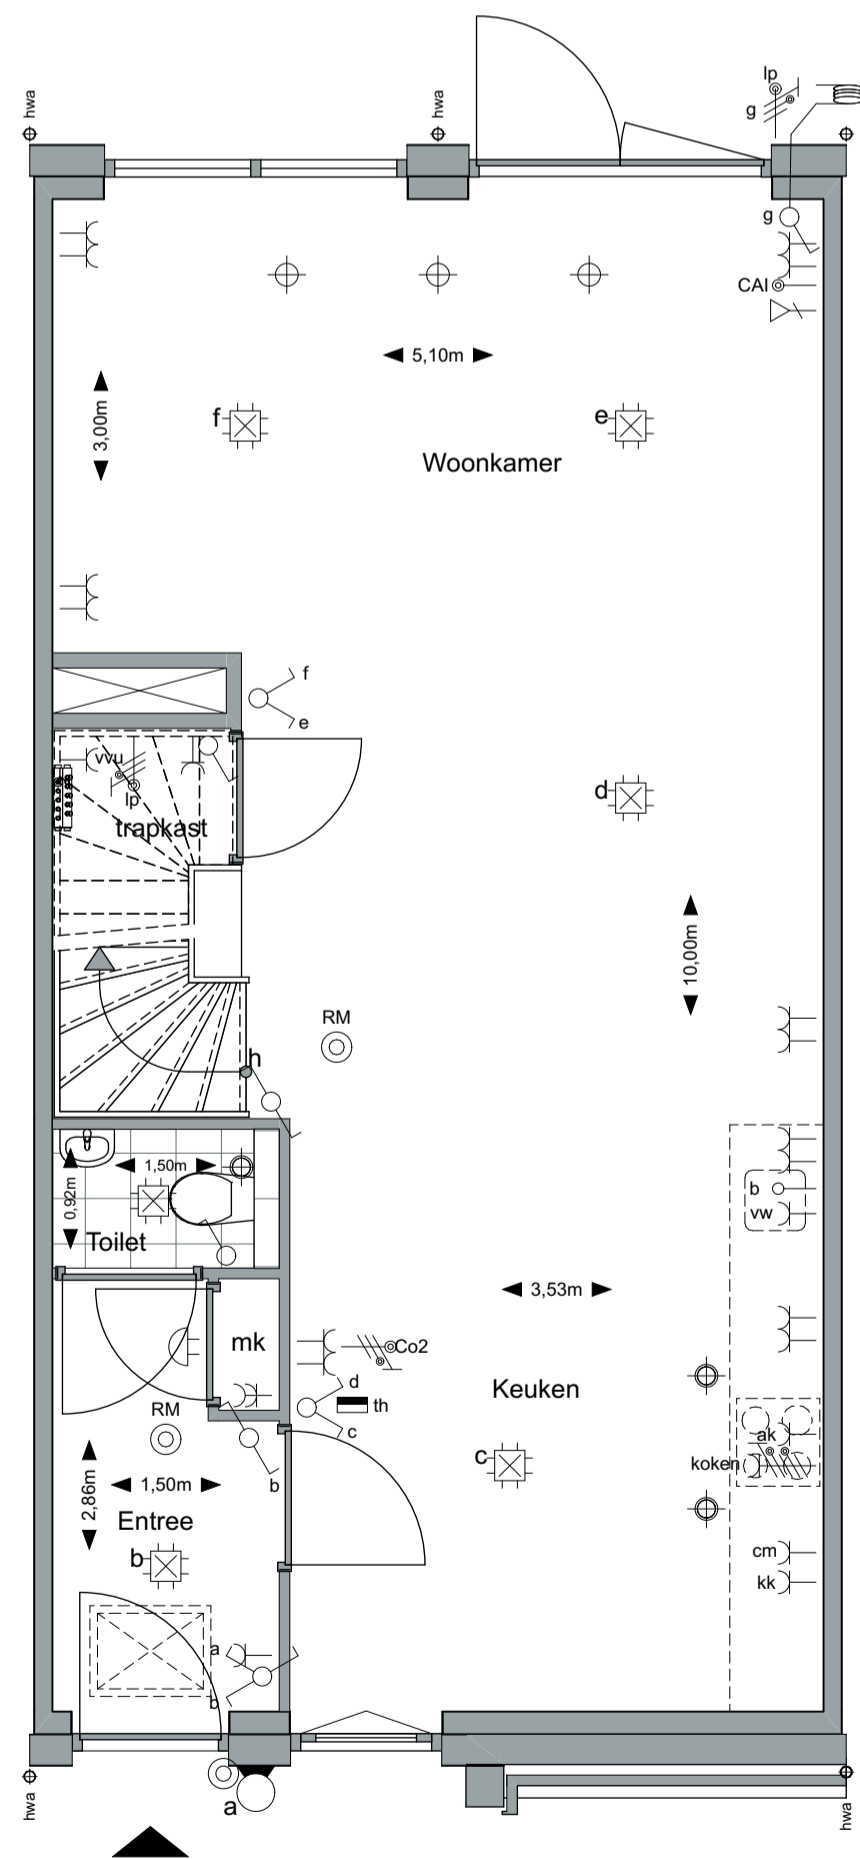 lp
hwa
hwa
g
g
CAI
5,10m
3,00m
f
e
Woonkamer
f
e
vvu
lp
d
trapkast
10,00m
RM
h
1,50m
0,92m
b
vw
Toilet
3,53m
mk
Co2
d
Keuken
th
RM
c
ak
c
koken
b
1,50m
2,86m
Entree
cm
b
kk
a
b
a
hwa
hwa